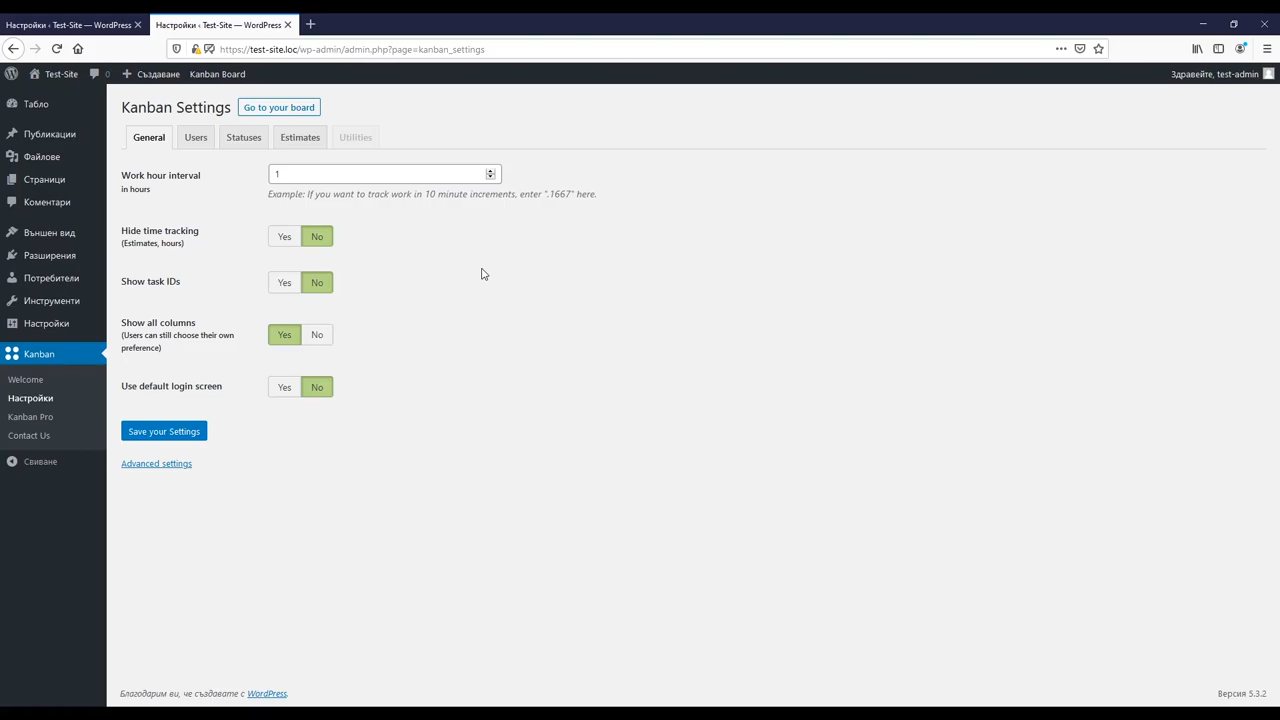 Настройки ‹ Test-Site — WordPress
Настройки ‹ Test-Site — WordPress
https://test-site.loc/wp-admin/admin.php?page=kanban_settings
Test-Site
0
Създаване
Kanban Board
Здравейте, test-admin
Табло
Публикации
Файлове
Страници
Коментари
Външен вид
Разширения
Потребители
Инструменти
Настройки
Kanban
Welcome
Настройки
Kanban Pro
Contact Us
Свиване
Kanban Settings
Go to your board
General
Users
Statuses
Estimates
Utilities
Work hour interval
in hours
1
Example: If you want to track work in 10 minute increments, enter ".1667" here.
Hide time tracking
(Estimates, hours)
Yes
No
Show task IDs
Yes
No
Show all columns
(Users can still choose their own
preference)
Yes
No
Use default login screen
Yes
No
Save your Settings
Advanced settings
Благодарим ви, че създавате с WordPress.
Версия 5.3.2